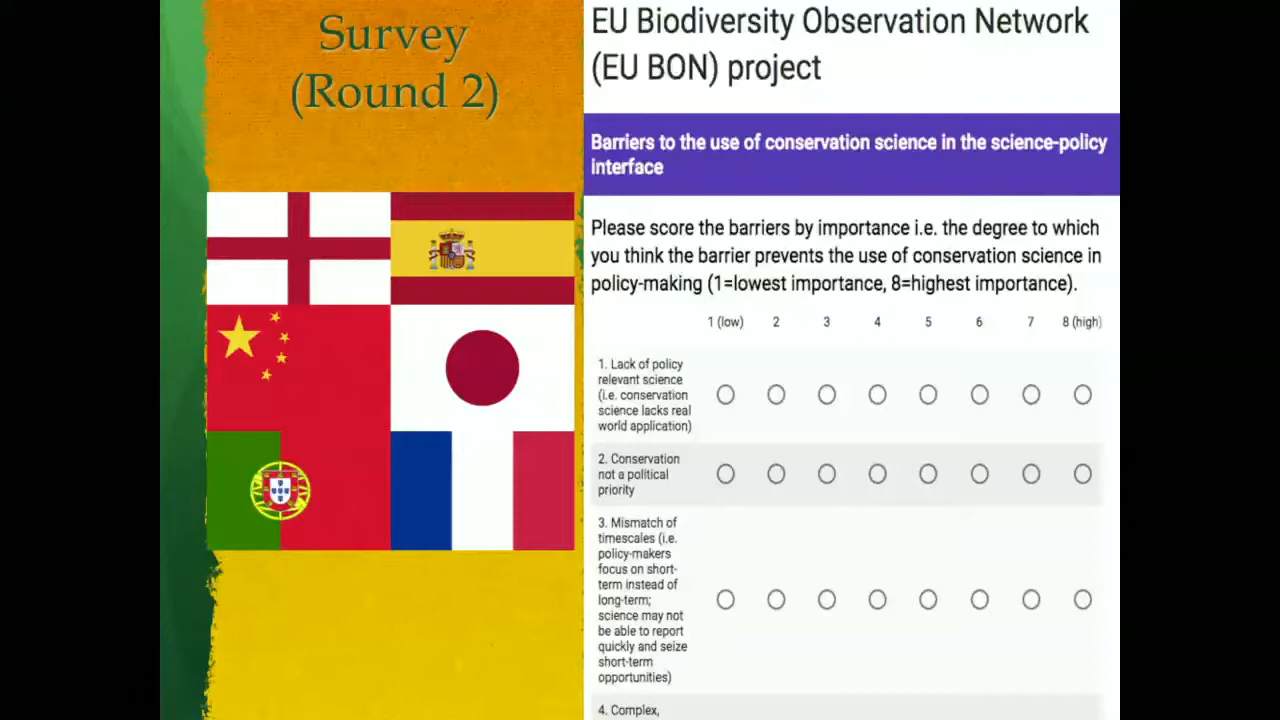 Survey
(Round 2)
EU Biodiversity Observation Network
(EU BON) project
Barriers to the use of conservation science in the science-policy
interface
Please score the barriers by importance i.e. the degree to which
you think the barrier prevents the use of conservation science in
policy-making (1=lowest importance, 8=highest importance).
1 (low) 2 3 4 5 6 7 8 (high)
1. Lack of policy
relevant science
(i.e. conservation
science lacks real
world application)
2. Conservation
not a political
priority
3. Mismatch of
timescales (i.e.
policy-makers
focus on short-
term instead of
long-term;
science may not
be able to report
quickly and seize
short-term
opportunities)
4. Complex,